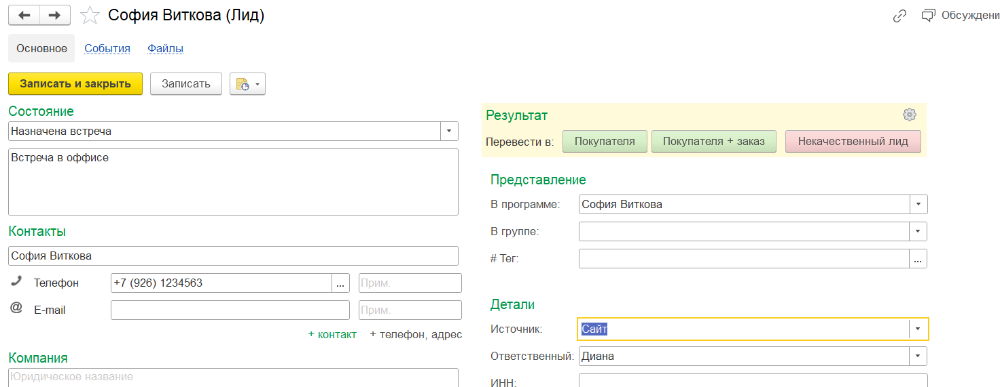 София Виткова (Лид)
Обсуждени
Основное События Файлы
Записать и закрыть Записать
Состояние
Назначена встреча
Встреча в оффисе
Контакты
София Виткова
Телефон +7 (926) 1234563 ... Прим.
E-mail Прим.
+ контакт + телефон, адрес
Компания
Юридическое название
Результат
Перевести в: Покупателя Покупателя + заказ Некачественный лид
Представление
В программе: София Виткова
В группе:
# Тег: ...
Детали
Источник: Сайт
Ответственный: Диана
ИНН: